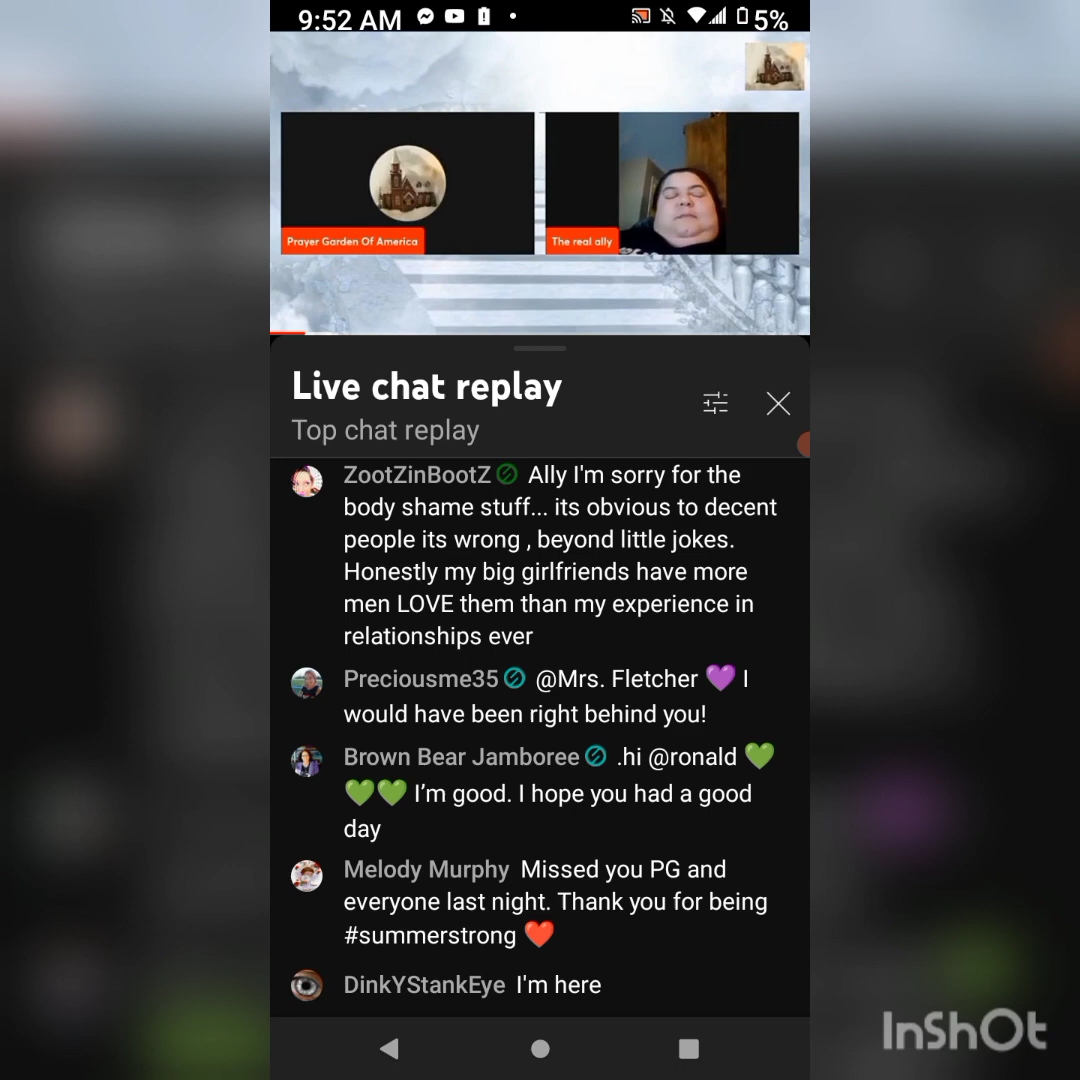 9:52 AM
5%
Prayer Garden Of America
The real ally
Live chat replay
Top chat replay
ZootZinBootZ Ally I'm sorry for the
body shame stuff... its obvious to decent
people its wrong , beyond little jokes.
Honestly my big girlfriends have more
men LOVE them than my experience in
relationships ever
Preciousme35 @Mrs. Fletcher 💜 I
would have been right behind you!
Brown Bear Jamboree .hi @ronald 💚
💚💚 I’m good. I hope you had a good
day
Melody Murphy Missed you PG and
everyone last night. Thank you for being
#summerstrong ❤️
DinkYStankEye I'm here
InShOt